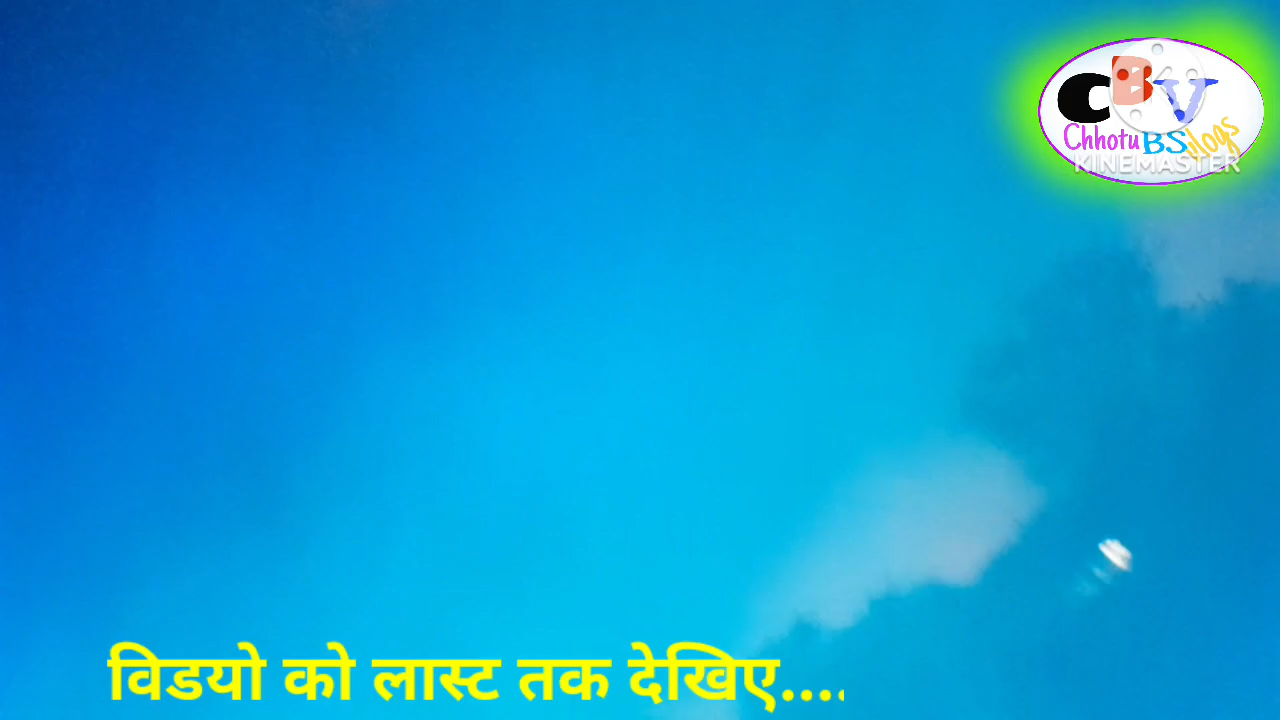 CBV
Chhotu BS Vlogs
KINEMASTER
विडयो को लास्ट तक देखिए....